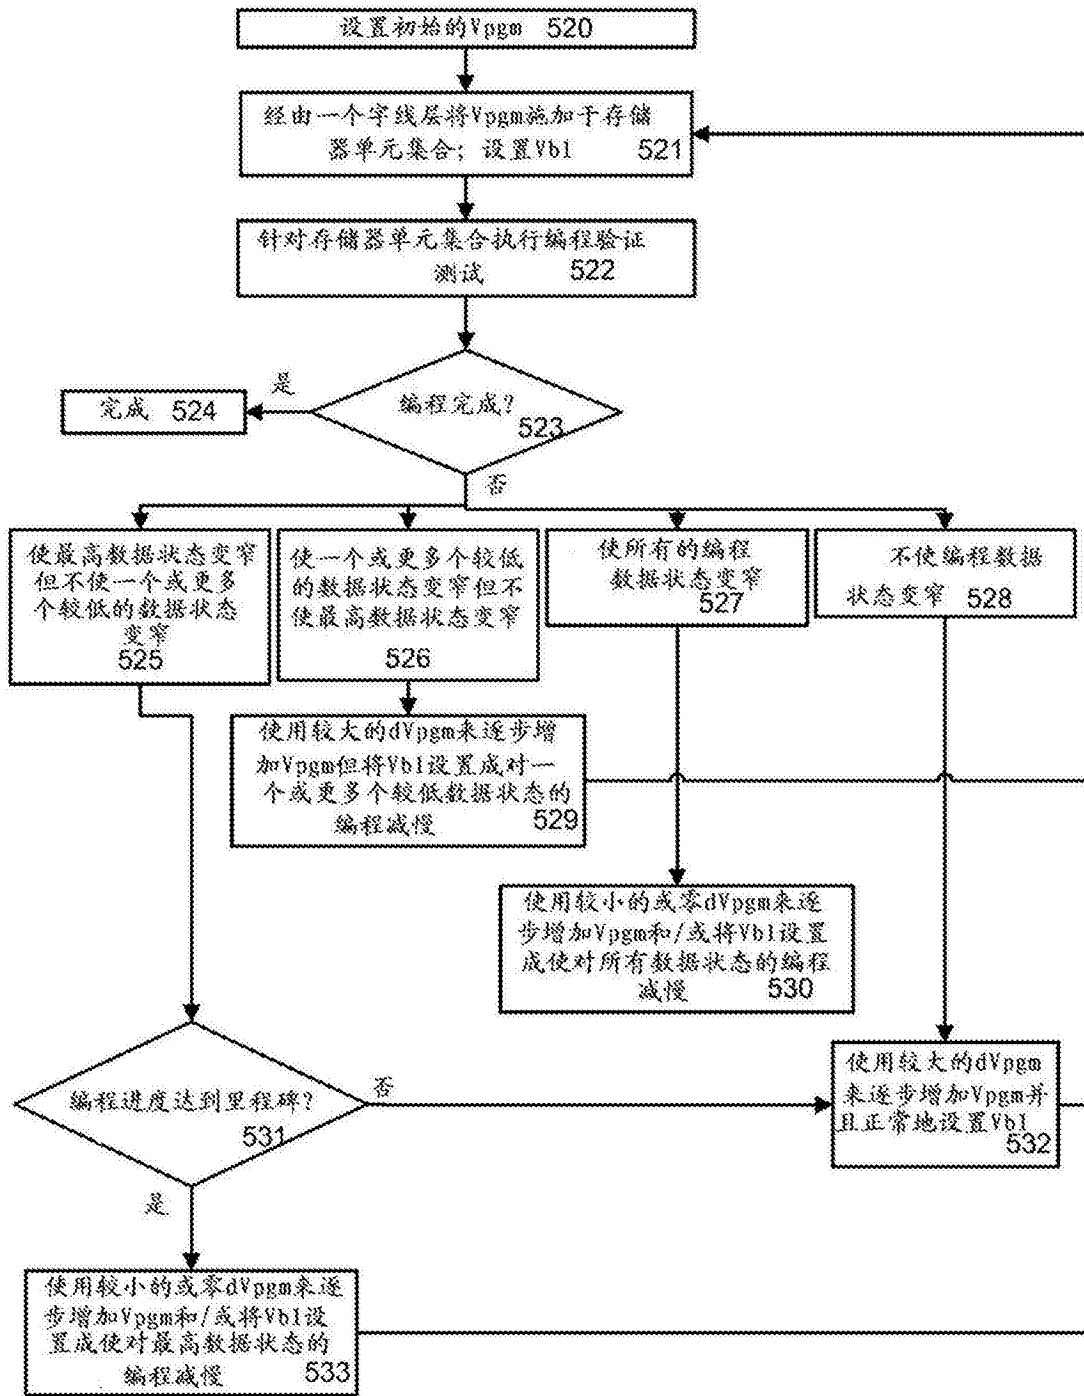 设置初始的Vpgm 520
经由一个字线层将Vpgm施加于存储
器单元集合；设置Vbl 521
针对存储器单元集合执行编程验证
测试 522
是
完成 524
编程完成？
523
否
使最高数据状态变窄
但不使一个或更多
个较低的数据状态
变窄
525
使一个或更多个较低
的数据状态变窄但不
使最高数据状态变窄
526
使所有的编程
数据状态变窄
527
不使编程数据
状态变窄 528
使用较大的dVpgm来逐步增
加Vpgm但将Vbl设置成对一
个或更多个较低数据状态的
编程减慢 529
使用较小的或零dVpgm来逐
步增加Vpgm和/或将Vbl设置
成使对所有数据状态的编程
减慢 530
编程进度达到里程碑？
531
否
使用较大的dVpgm
来逐步增加Vpgm并
且正常地设置Vbl
532
是
使用较小的或零dVpgm来逐
步增加Vpgm和/或将Vbl设
置成使对最高数据状态的
编程减慢 533